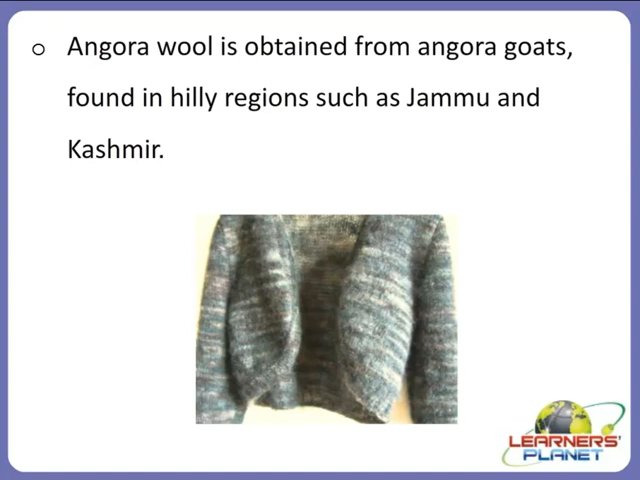 o Angora wool is obtained from angora goats,
found in hilly regions such as Jammu and
Kashmir.
LEARNERS'
PLANET